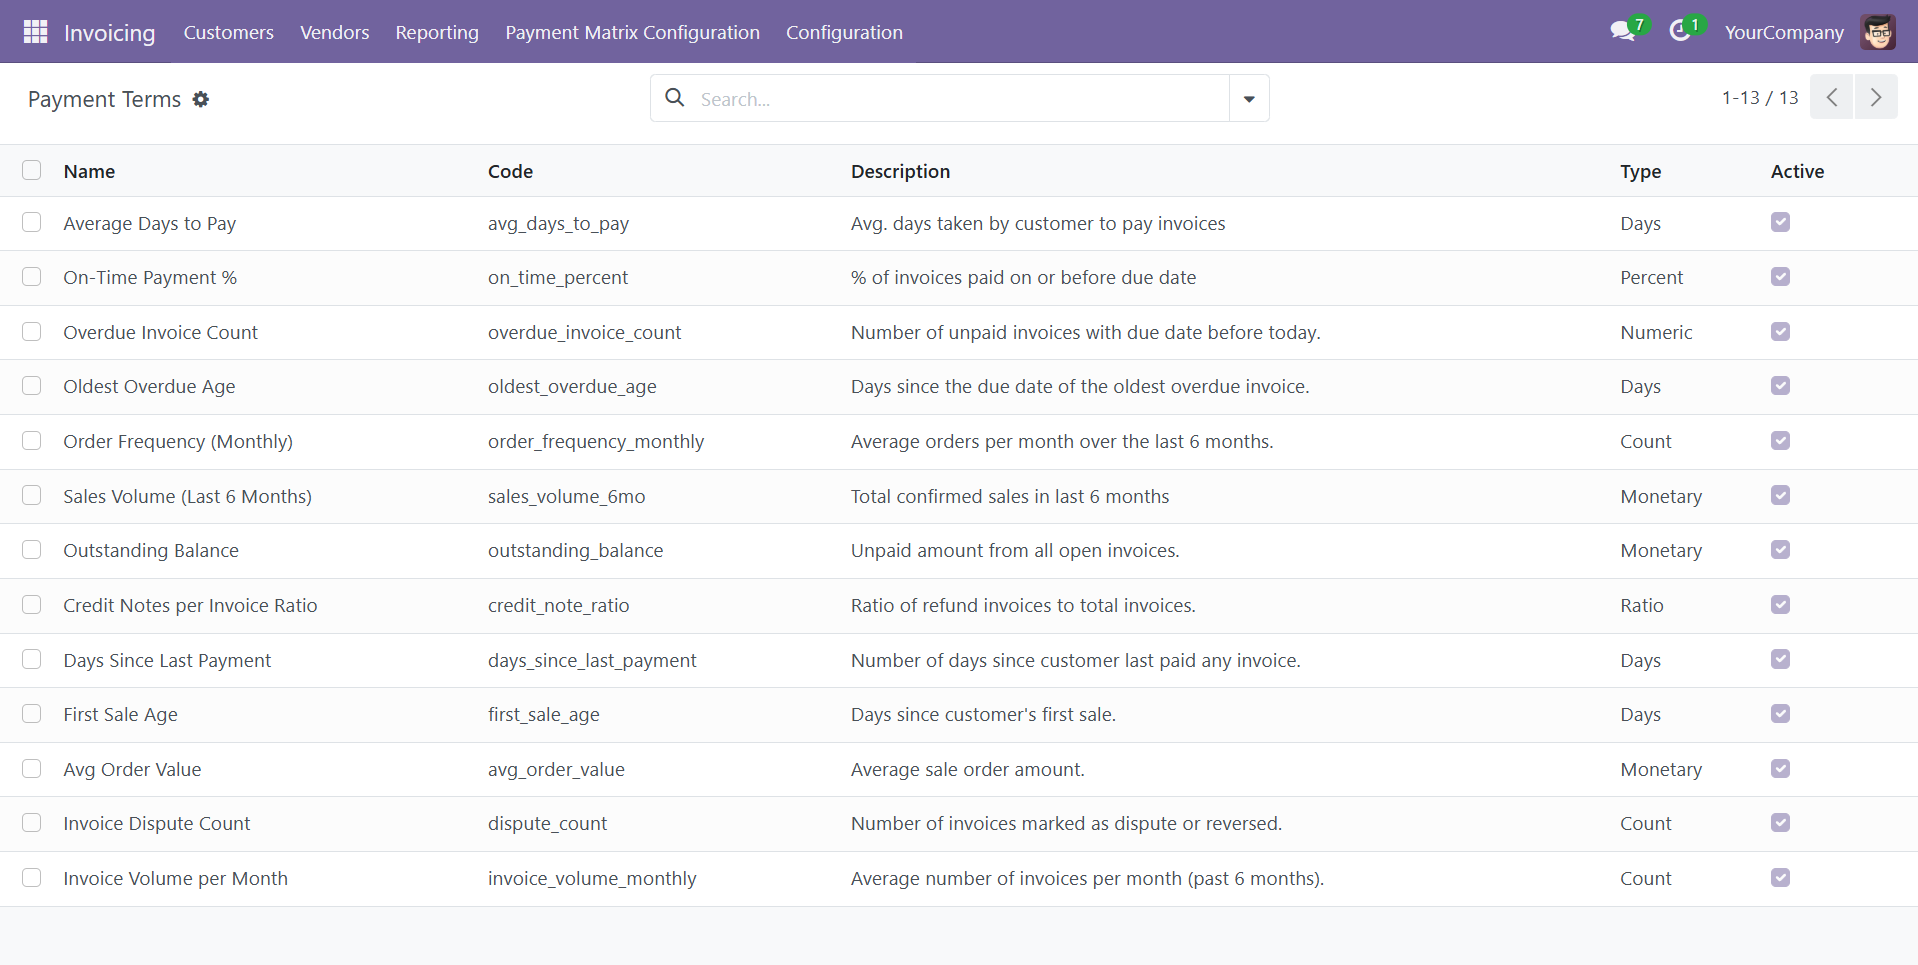 Invoicing Customers Vendors Reporting Payment Matrix Configuration Configuration 7 1 YourCompany
Payment Terms Search... 1-13 / 13
Name Code Description Type Active
Average Days to Pay avg_days_to_pay Avg. days taken by customer to pay invoices Days
On-Time Payment % on_time_percent % of invoices paid on or before due date Percent
Overdue Invoice Count overdue_invoice_count Number of unpaid invoices with due date before today. Numeric
Oldest Overdue Age oldest_overdue_age Days since the due date of the oldest overdue invoice. Days
Order Frequency (Monthly) order_frequency_monthly Average orders per month over the last 6 months. Count
Sales Volume (Last 6 Months) sales_volume_6mo Total confirmed sales in last 6 months Monetary
Outstanding Balance outstanding_balance Unpaid amount from all open invoices. Monetary
Credit Notes per Invoice Ratio credit_note_ratio Ratio of refund invoices to total invoices. Ratio
Days Since Last Payment days_since_last_payment Number of days since customer last paid any invoice. Days
First Sale Age first_sale_age Days since customer's first sale. Days
Avg Order Value avg_order_value Average sale order amount. Monetary
Invoice Dispute Count dispute_count Number of invoices marked as dispute or reversed. Count
Invoice Volume per Month invoice_volume_monthly Average number of invoices per month (past 6 months). Count